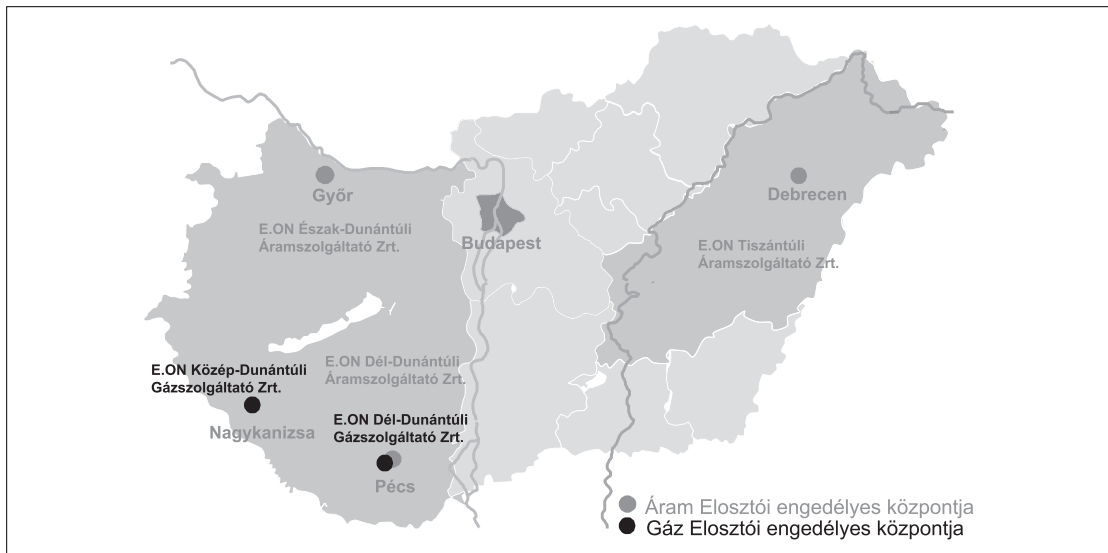 Győr
Debrecen
E.ON Észak-Dunántúli
Áramszolgáltató Zrt.
Budapest
E.ON Tiszántúli
Áramszolgáltató Zrt.
E.ON Közép-Dunántúli
Gázszolgáltató Zrt.
E.ON Dél-Dunántúli
Áramszolgáltató Zrt.
Nagykanizsa
E.ON Dél-Dunántúli
Gázszolgáltató Zrt.
Pécs
Áram Elosztói engedélyes központja
Gáz Elosztói engedélyes központja